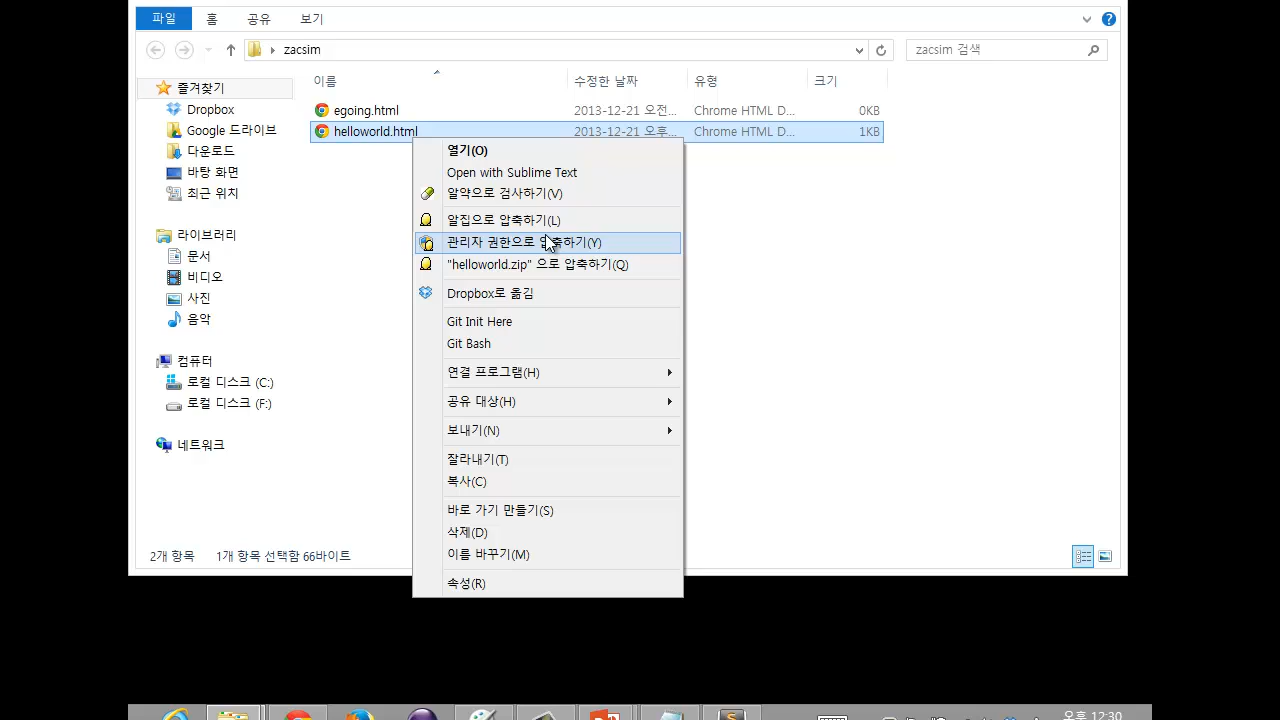 파일 홈 공유 보기
zacsim zacsim 검색
이름 수정한 날짜 유형 크기
즐겨찾기
Dropbox
Google 드라이브
다운로드
바탕 화면
최근 위치
라이브러리
문서
비디오
사진
음악
컴퓨터
로컬 디스크 (C:)
로컬 디스크 (F:)
네트워크
egoing.html 2013-12-21 오전... Chrome HTML D... 0KB
helloworld.html 2013-12-21 오후... Chrome HTML D... 1KB
열기(O)
Open with Sublime Text
알약으로 검사하기(V)
알집으로 압축하기(L)
관리자 권한으로 압축하기(Y)
"helloworld.zip" 으로 압축하기(Q)
Dropbox로 옮김
Git Init Here
Git Bash
연결 프로그램(H)
공유 대상(H)
보내기(N)
잘라내기(T)
복사(C)
바로 가기 만들기(S)
삭제(D)
이름 바꾸기(M)
속성(R)
2개 항목 1개 항목 선택함 66바이트
오후 12:30